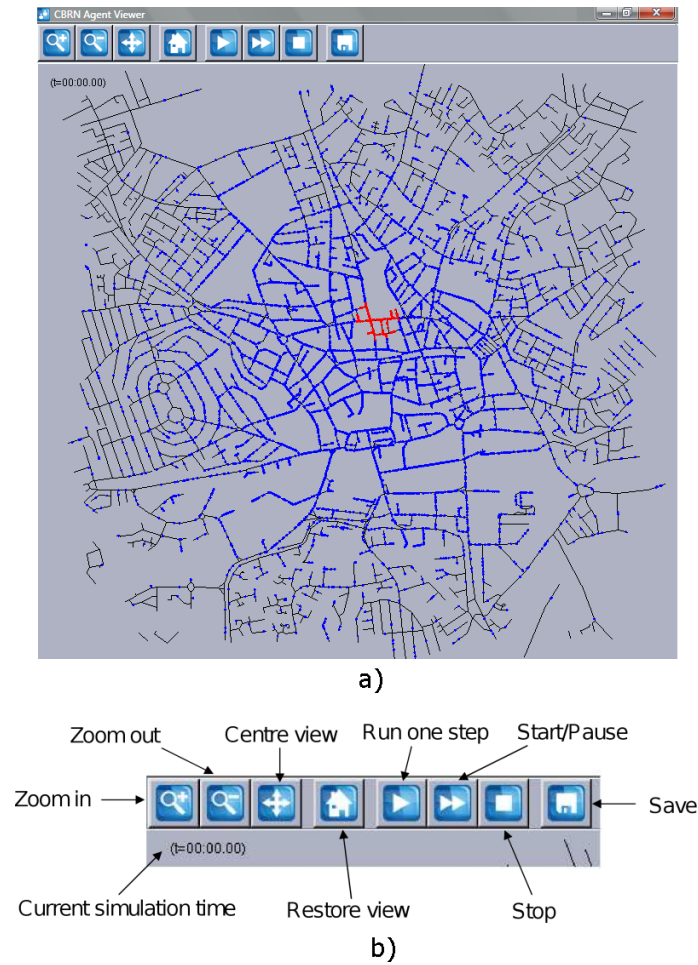 CBRN Agent Viewer
(t=00:00.00)
a)
Zoom out
Centre view
Run one step
Start/Pause
Zoom in
Save
(t=00:00.00)
Current simulation time
Restore view
Stop
b)